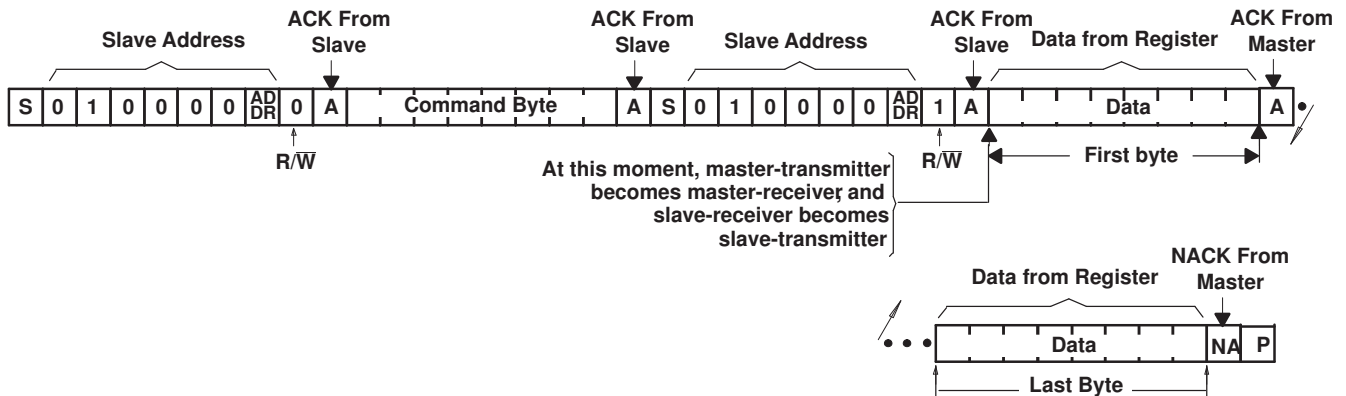 Slave Address
ACK From
Slave
ACK From
Slave
Slave Address
ACK From
Slave
Data from Register
ACK From
Master
S 0 1 0 0 0 0 AD DR 0 A Command Byte A S 0 1 0 0 0 0 AD DR 1 A Data A
R/W̅
R/W̅
First byte
At this moment, master-transmitter
becomes master-receiver, and
slave-receiver becomes
slave-transmitter
Data from Register
NACK From
Master
Data NA P
Last Byte